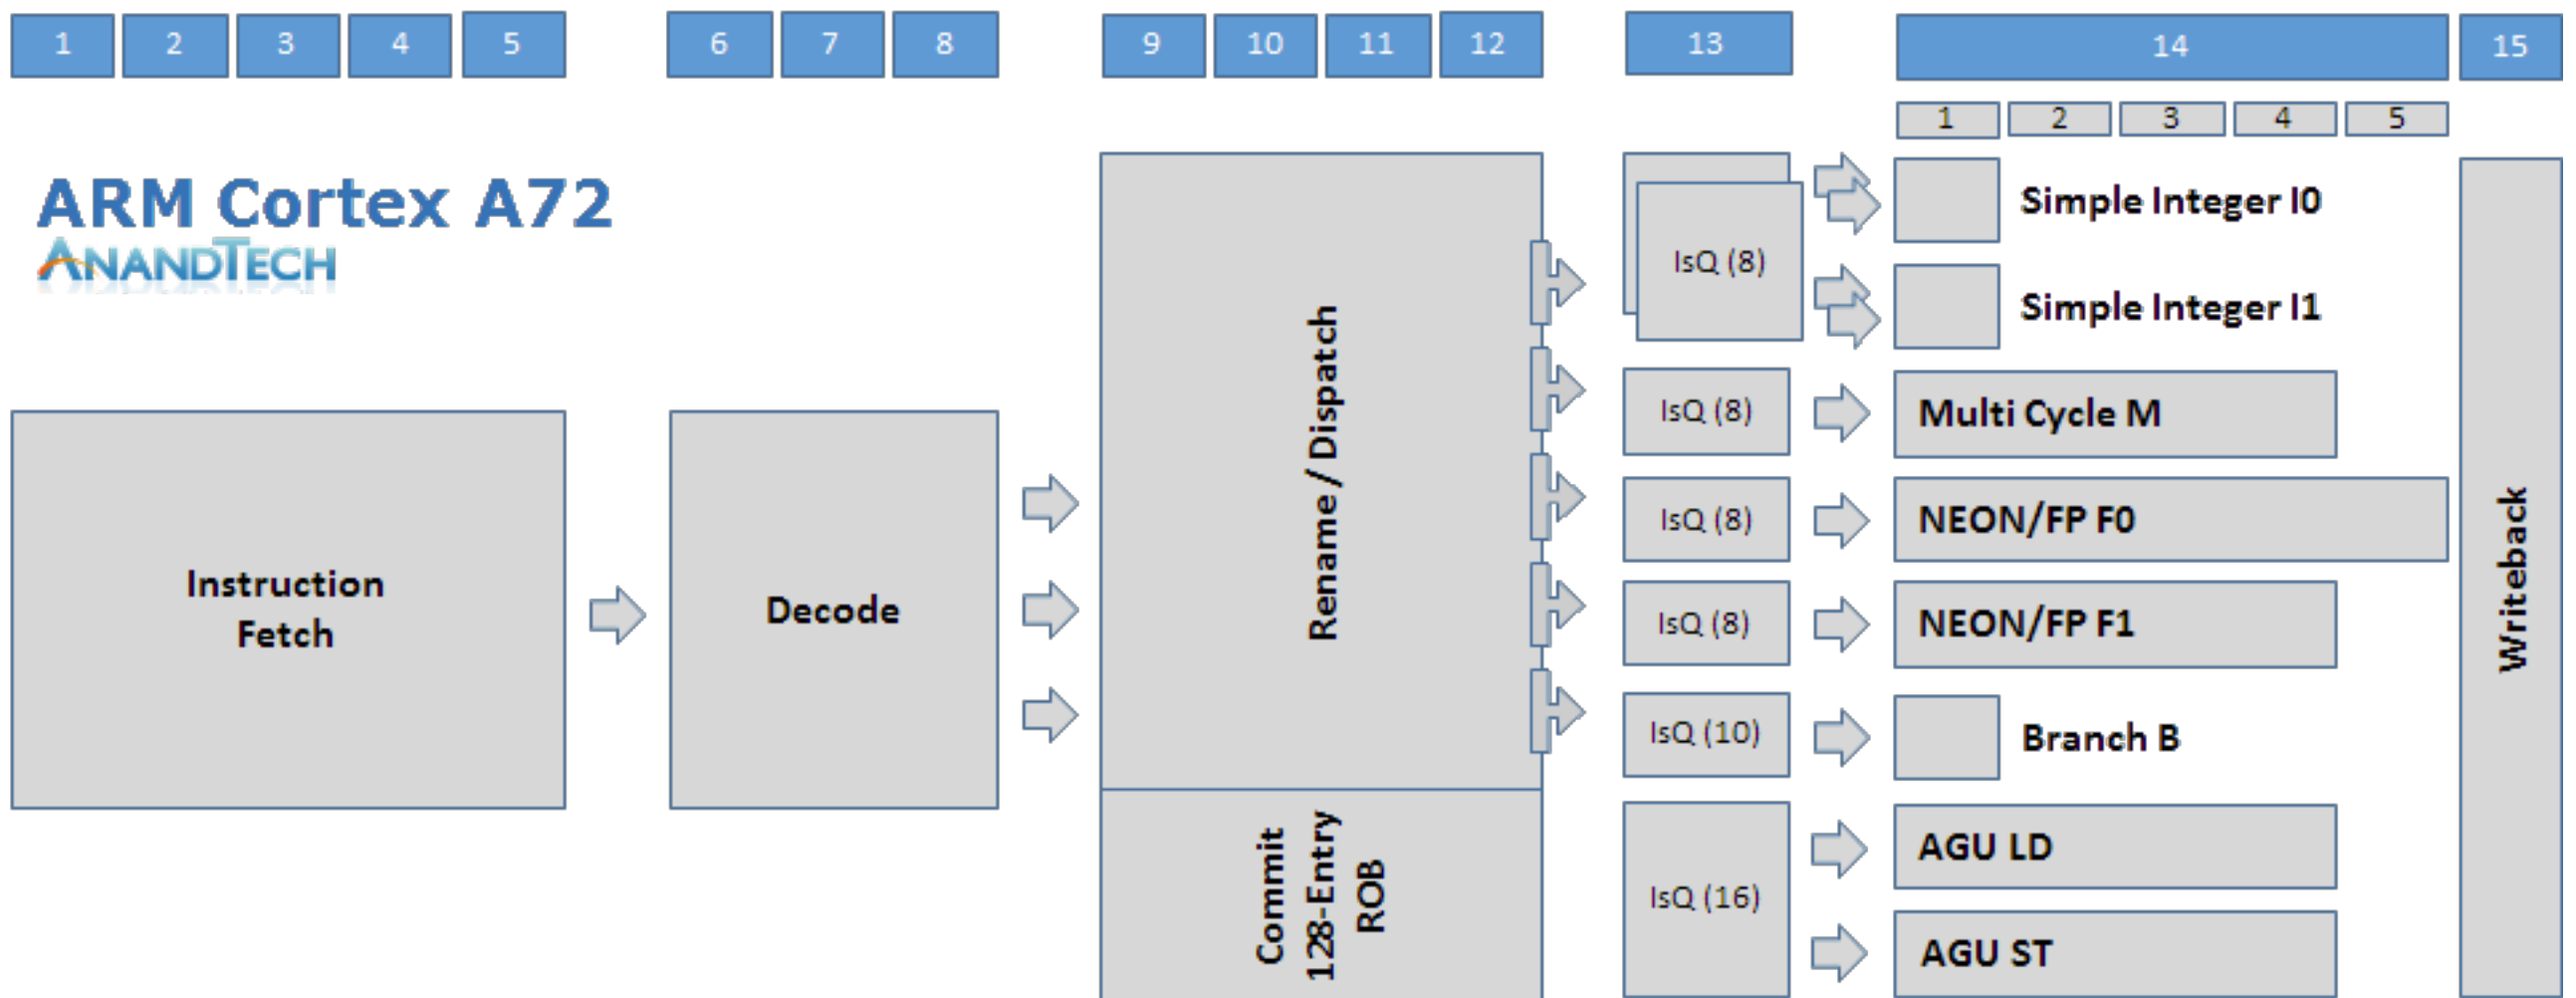 1 2 3 4 5 6 7 8 9 10 11 12 13 14 15
1 2 3 4 5
ARM Cortex A72
ANANDTECH
Instruction
Fetch
Decode
Rename / Dispatch
Commit
128-Entry
ROB
IsQ (8)
IsQ (8)
IsQ (8)
IsQ (8)
IsQ (10)
IsQ (16)
Simple Integer I0
Simple Integer I1
Multi Cycle M
NEON/FP F0
NEON/FP F1
Branch B
AGU LD
AGU ST
Writeback